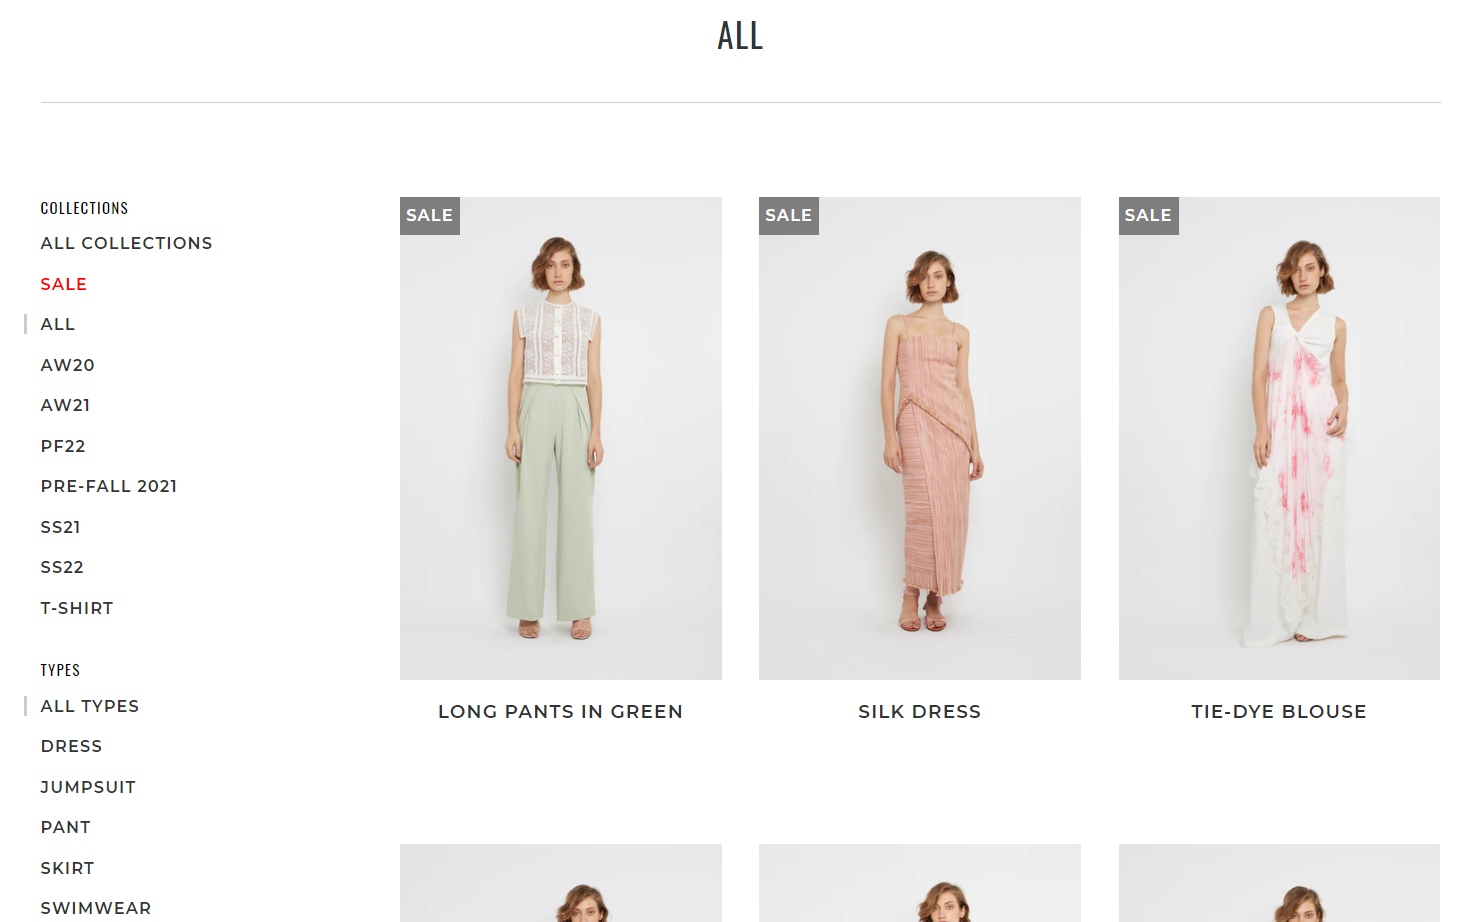 ALL
COLLECTIONS
ALL COLLECTIONS
SALE
ALL
AW20
AW21
PF22
PRE-FALL 2021
SS21
SS22
T-SHIRT
TYPES
ALL TYPES
DRESS
JUMPSUIT
PANT
SKIRT
SWIMWEAR
SALE
LONG PANTS IN GREEN
SALE
SILK DRESS
SALE
TIE-DYE BLOUSE